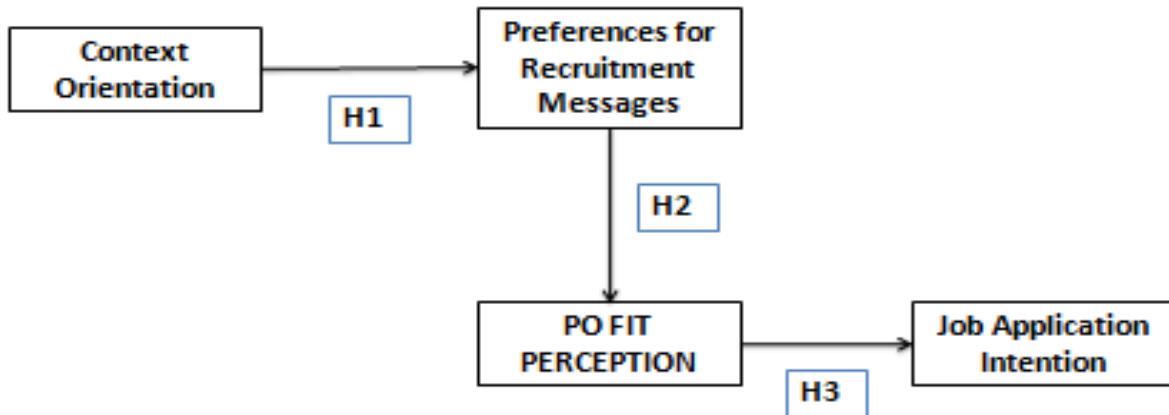 Context
Orientation
Preferences for
Recruitment
Messages
H1
H2
PO FIT
PERCEPTION
Job Application
Intention
H3